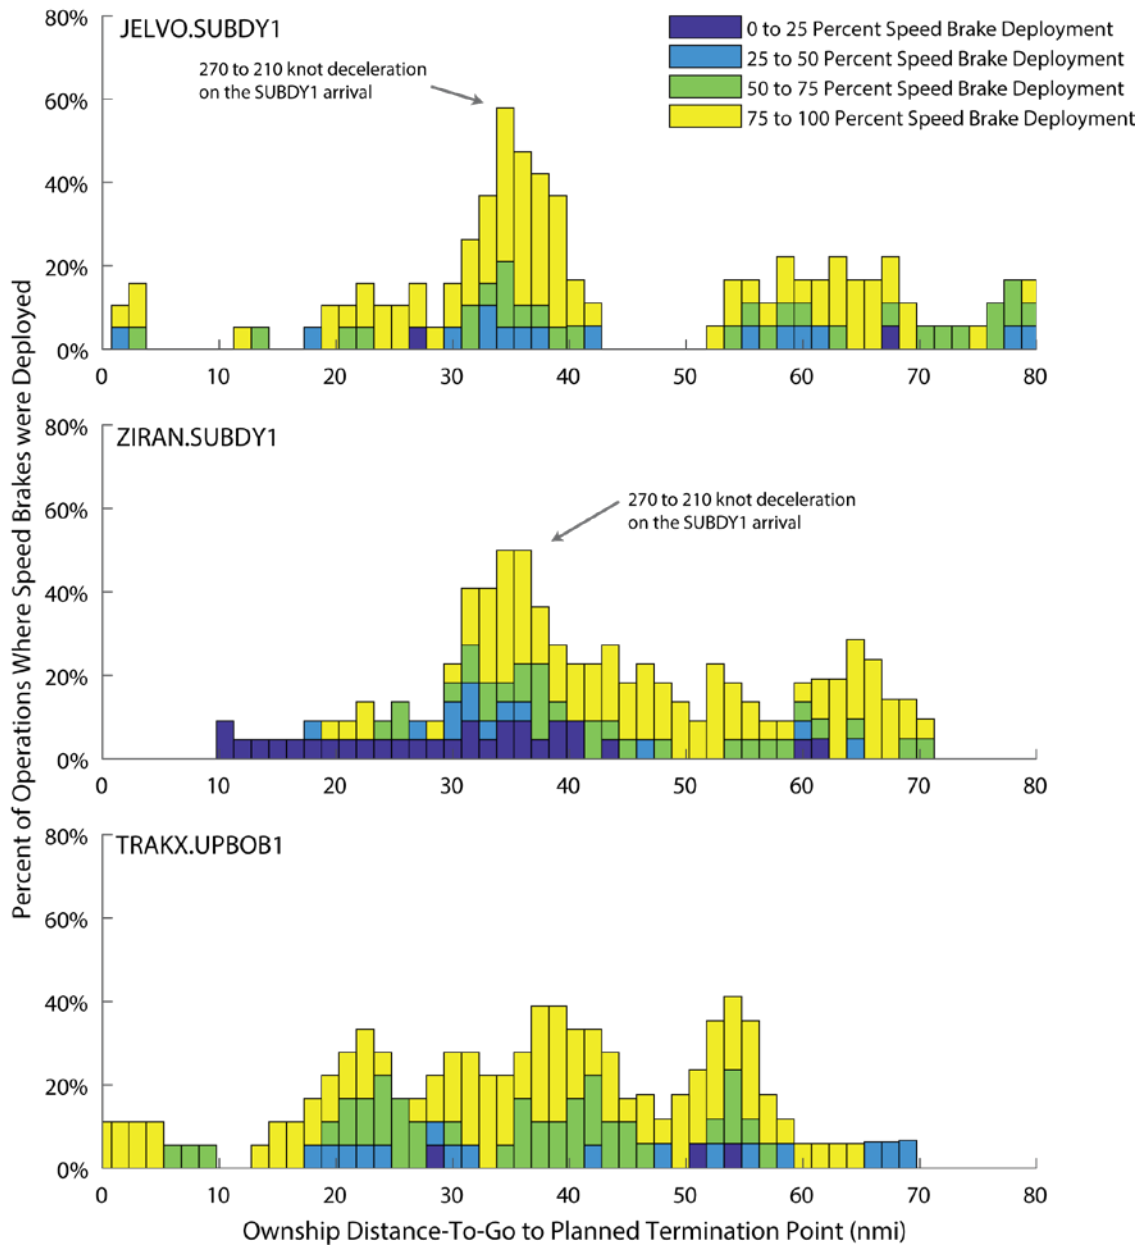 JELVO.SUBDY1
0 to 25 Percent Speed Brake Deployment
25 to 50 Percent Speed Brake Deployment
50 to 75 Percent Speed Brake Deployment
75 to 100 Percent Speed Brake Deployment
270 to 210 knot deceleration
on the SUBDY1 arrival
80%
60%
40%
20%
0%
0 10 20 30 40 50 60 70 80
ZIRAN.SUBDY1
270 to 210 knot deceleration
on the SUBDY1 arrival
80%
60%
40%
20%
0%
0 10 20 30 40 50 60 70 80
TRAKX.UPBOB1
80%
60%
40%
20%
0%
0 10 20 30 40 50 60 70 80
Percent of Operations Where Speed Brakes were Deployed
Ownship Distance-To-Go to Planned Termination Point (nmi)